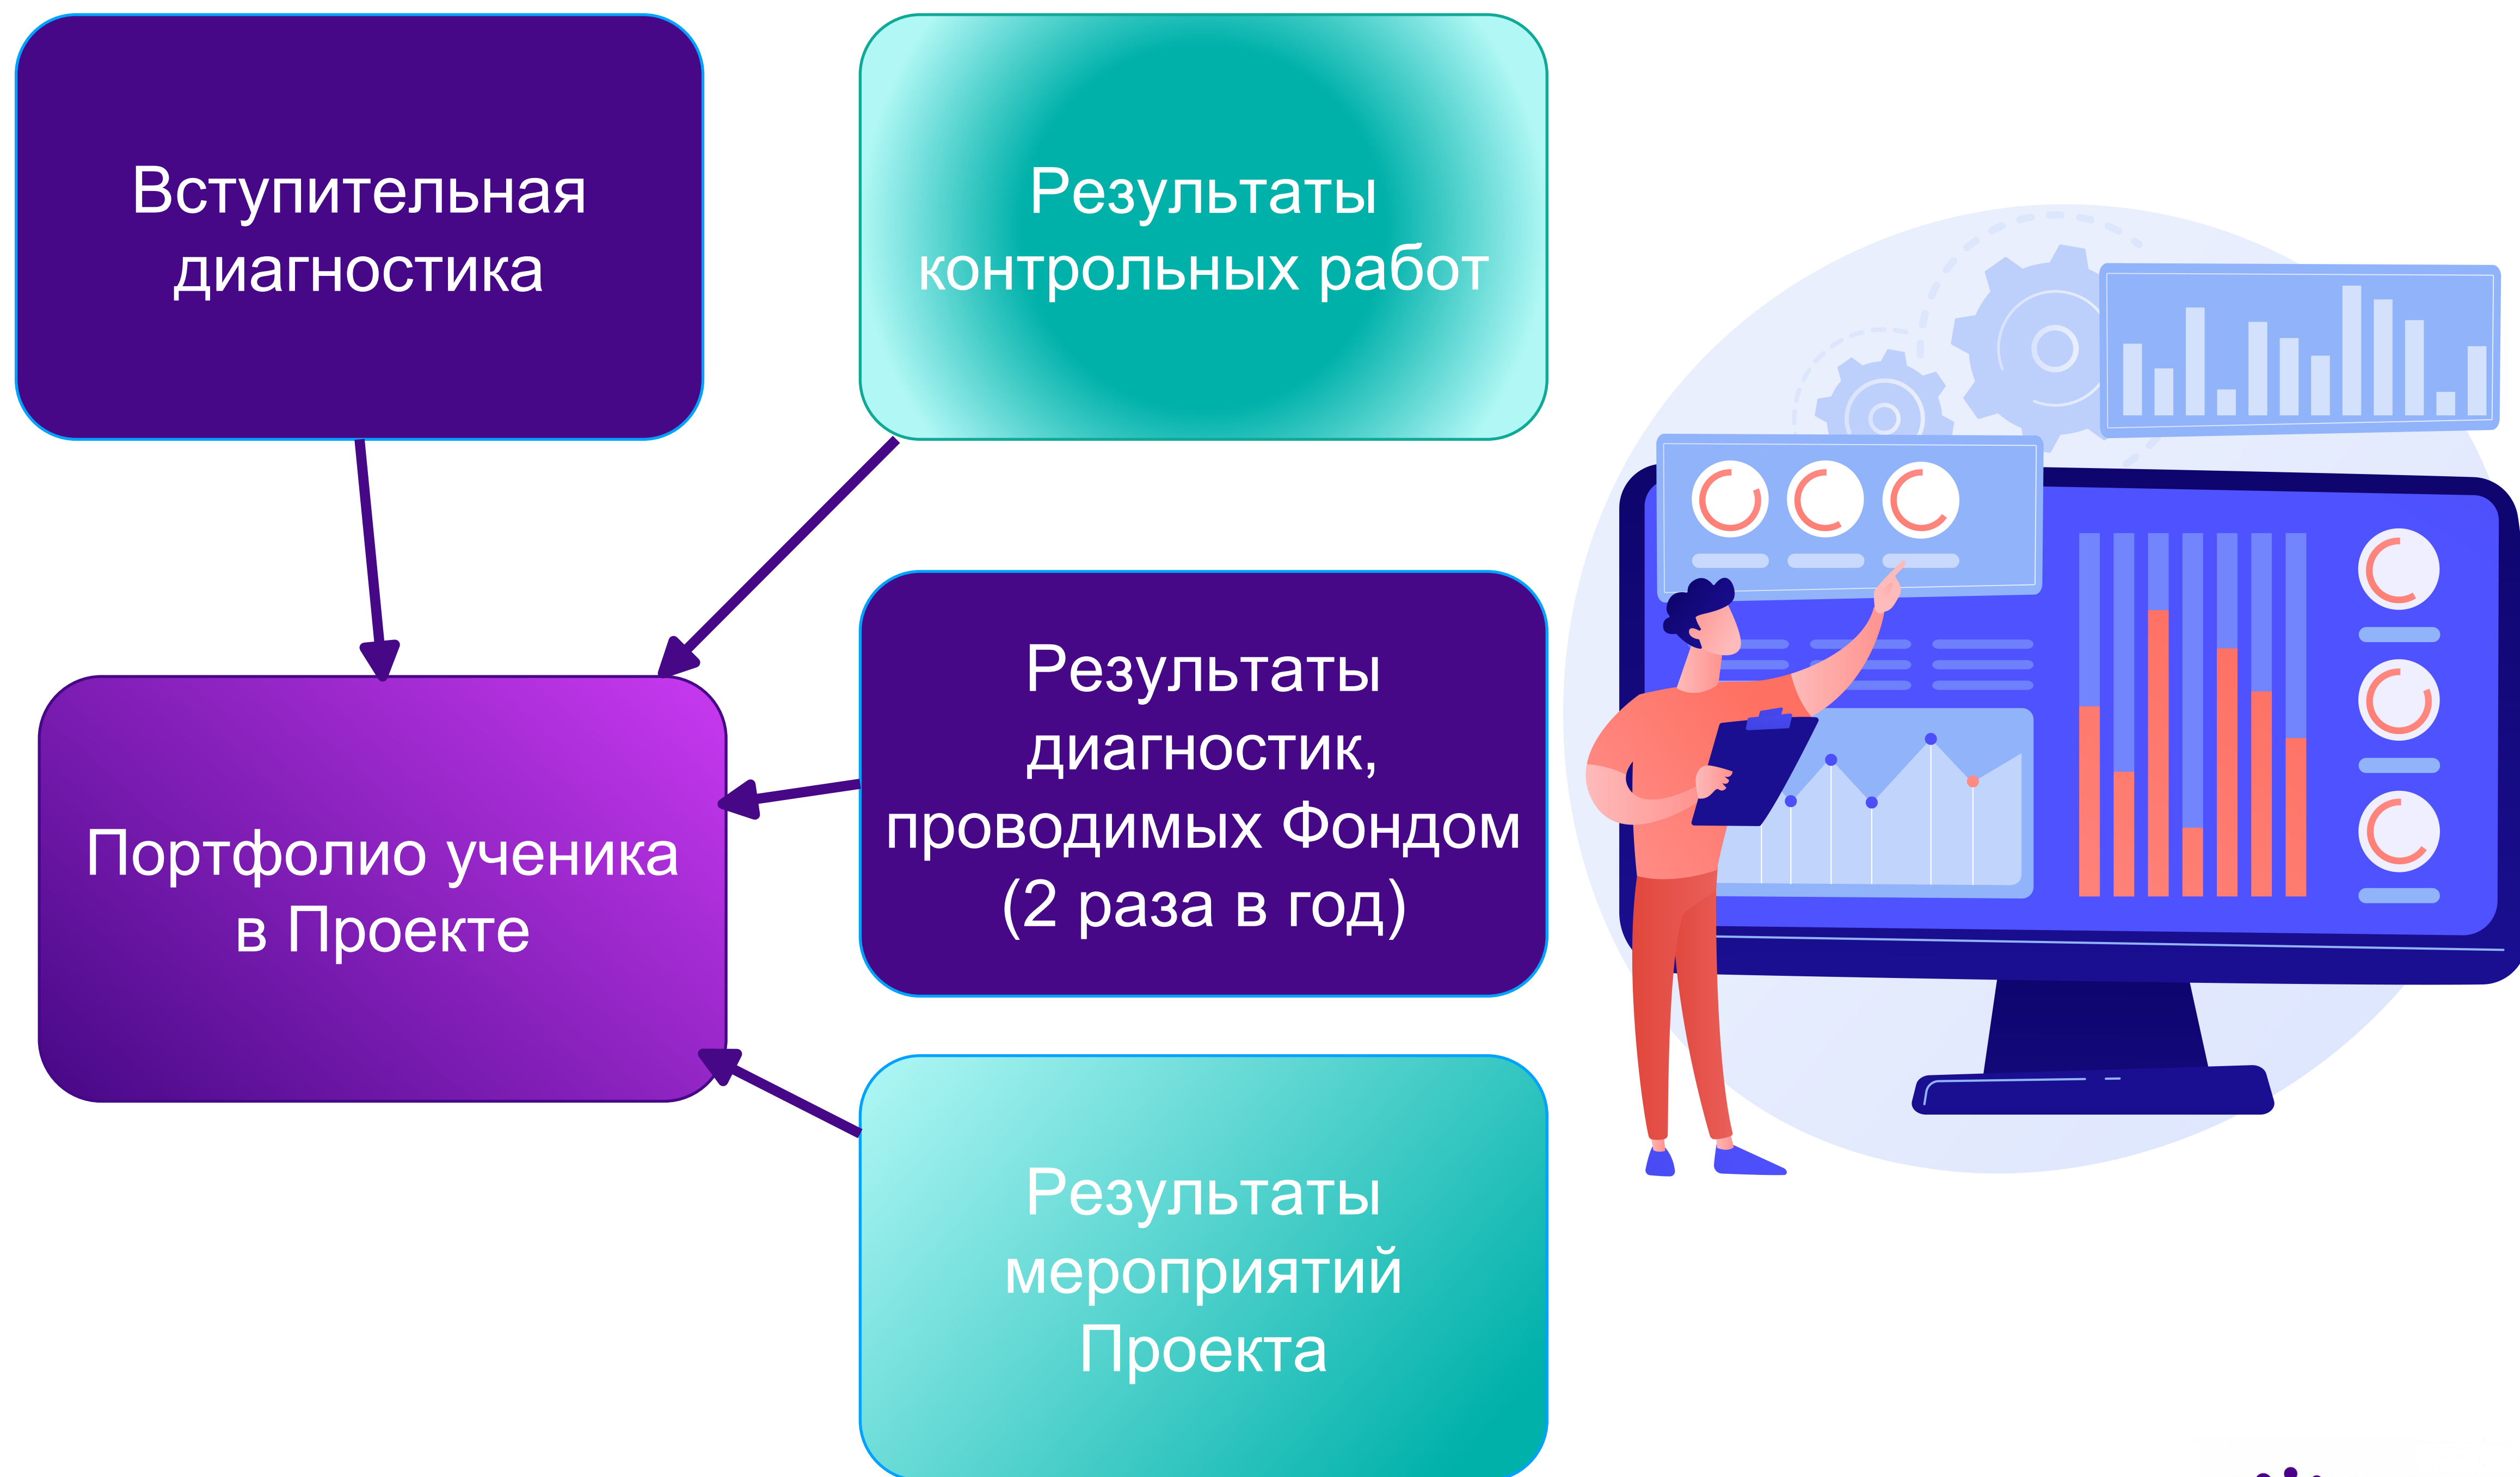 Вступительная
диагностика
Результаты
контрольных работ
Портфолио ученика
в Проекте
Результаты
диагностик,
проводимых Фондом
(2 раза в год)
Результаты
мероприятий
Проекта